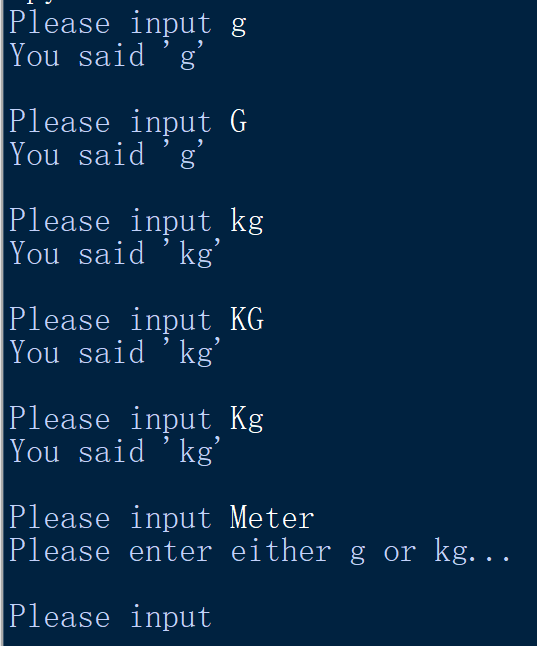 Please input g
You said 'g'
Please input G
You said 'g'
Please input kg
You said 'kg'
Please input KG
You said 'kg'
Please input Kg
You said 'kg'
Please input Meter
Please enter either g or kg...
Please input